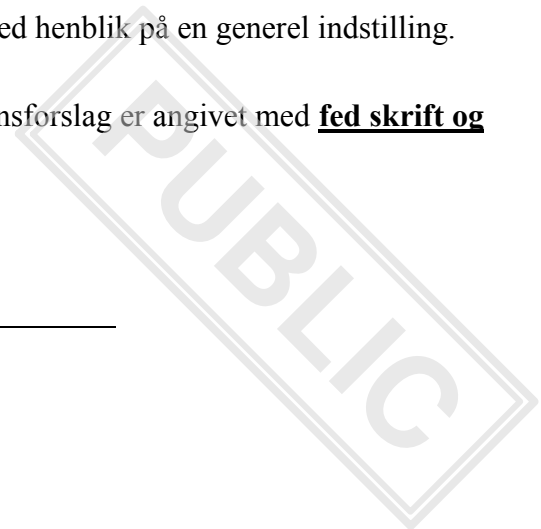 ed henblik på en generel indstilling.
nsforslag er angivet med fed skrift og
PUBLIC